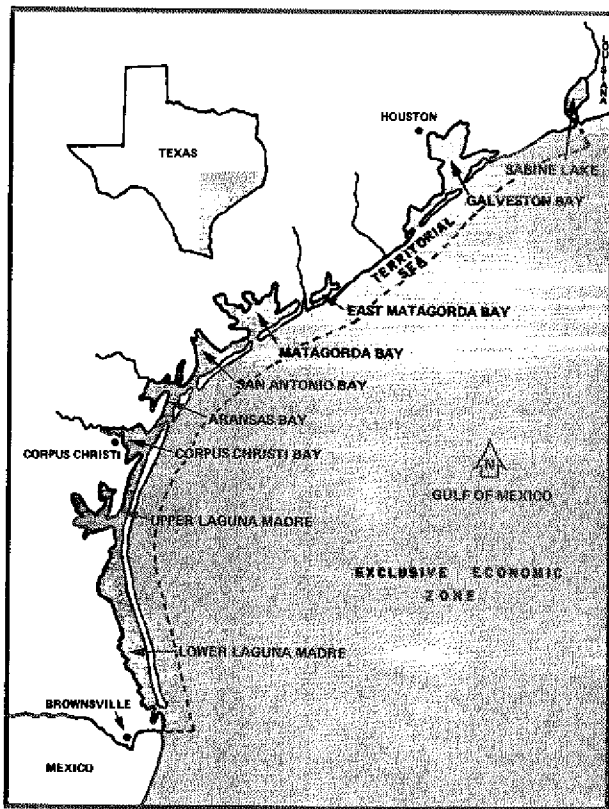 LOUISIANA
HOUSTON
TEXAS
SABINE LAKE
GALVESTON BAY
TERRITORIAL
SEA
EAST MATAGORDA BAY
MATAGORDA BAY
SAN ANTONIO BAY
ARANSAS BAY
CORPUS CHRISTI
CORPUS CHRISTI BAY
N
GULF OF MEXICO
UPPER LAGUNA MADRE
EXCLUSIVE ECONOMIC
ZONE
LOWER LAGUNA MADRE
BROWNSVILLE
MEXICO